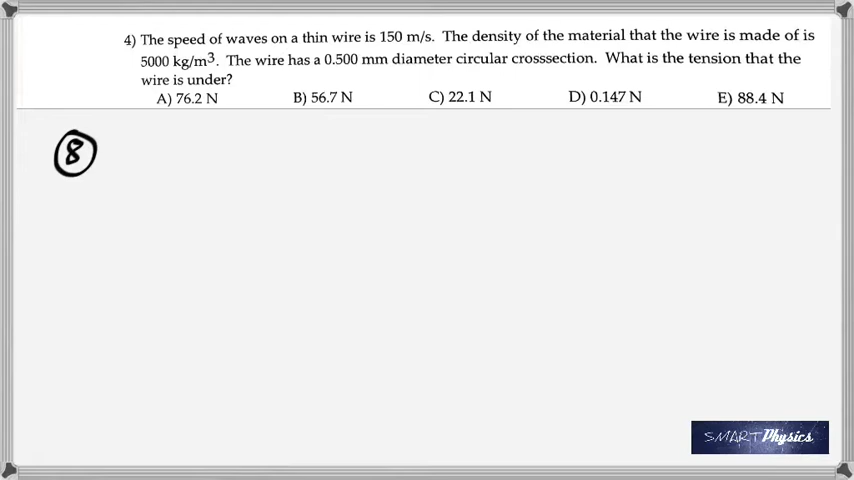 4) The speed of waves on a thin wire is 150 m/s. The density of the material that the wire is made of is
5000 kg/m³. The wire has a 0.500 mm diameter circular crosssection. What is the tension that the
wire is under?
A) 76.2 N B) 56.7 N C) 22.1 N D) 0.147 N E) 88.4 N
8
SMART Physics